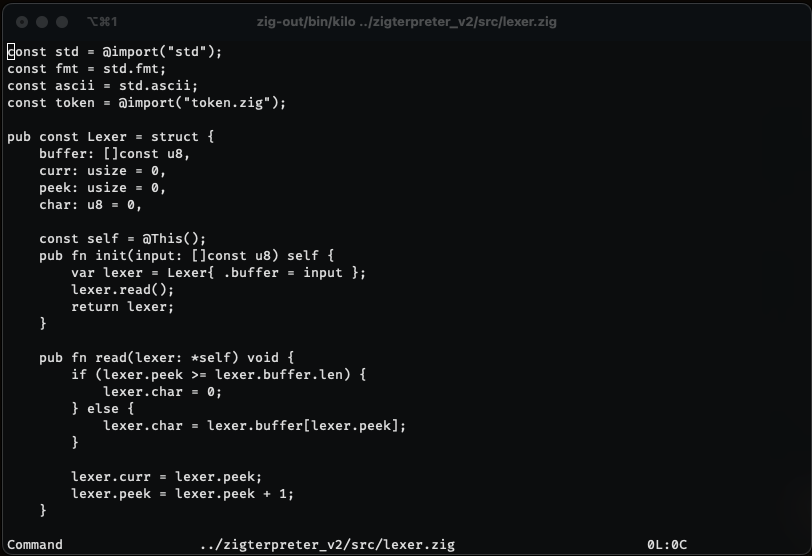 ⌥⌘1 zig-out/bin/kilo ../zigterpreter_v2/src/lexer.zig
const std = @import("std");
const fmt = std.fmt;
const ascii = std.ascii;
const token = @import("token.zig");

pub const Lexer = struct {
    buffer: []const u8,
    curr: usize = 0,
    peek: usize = 0,
    char: u8 = 0,

    const self = @This();
    pub fn init(input: []const u8) self {
        var lexer = Lexer{ .buffer = input };
        lexer.read();
        return lexer;
    }

    pub fn read(lexer: *self) void {
        if (lexer.peek >= lexer.buffer.len) {
            lexer.char = 0;
        } else {
            lexer.char = lexer.buffer[lexer.peek];
        }

        lexer.curr = lexer.peek;
        lexer.peek = lexer.peek + 1;
    }

Command ../zigterpreter_v2/src/lexer.zig 0L:0C